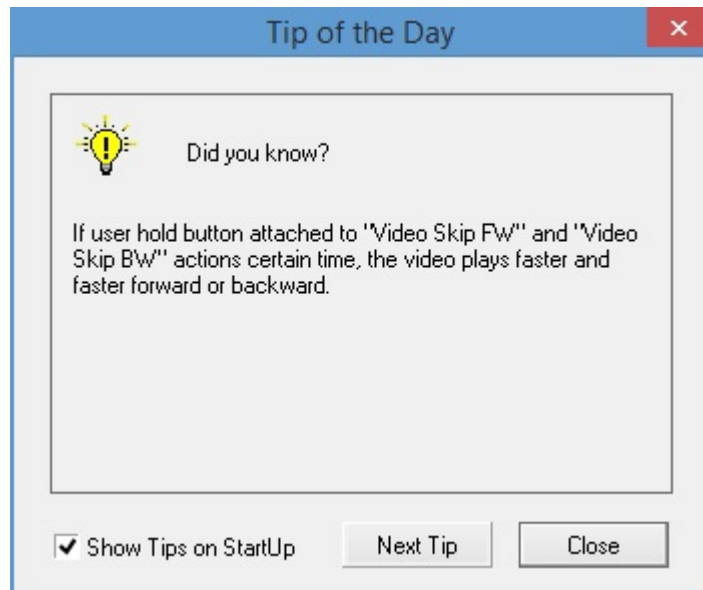 Tip of the Day
Did you know?
If user hold button attached to "Video Skip FW" and "Video
Skip BW" actions certain time, the video plays faster and
faster forward or backward.
Show Tips on StartUp
Next Tip
Close